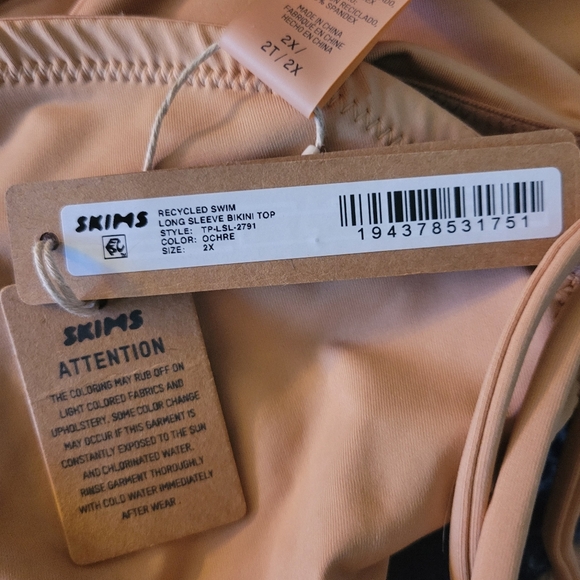 RECYCLED,
SPANDEX
MADE IN CHINA
FABRIQUÉ EN CHINE
HECHO EN CHINA
2X/
2T/2X
SKIMS
RECYCLED SWIM
LONG SLEEVE BIKINI TOP
STYLE: TP-LSL-2791
COLOR: OCHRE
SIZE: 2X
194378531751
SKIMS
ATTENTION
THE COLORING MAY RUB OFF ON
LIGHT COLORED FABRICS AND
UPHOLSTERY. SOME COLOR CHANGE
MAY OCCUR IF THIS GARMENT IS
CONSTANTLY EXPOSED TO THE SUN
AND CHLORINATED WATER.
RINSE GARMENT THOROUGHLY
WITH COLD WATER IMMEDIATELY
AFTER WEAR.